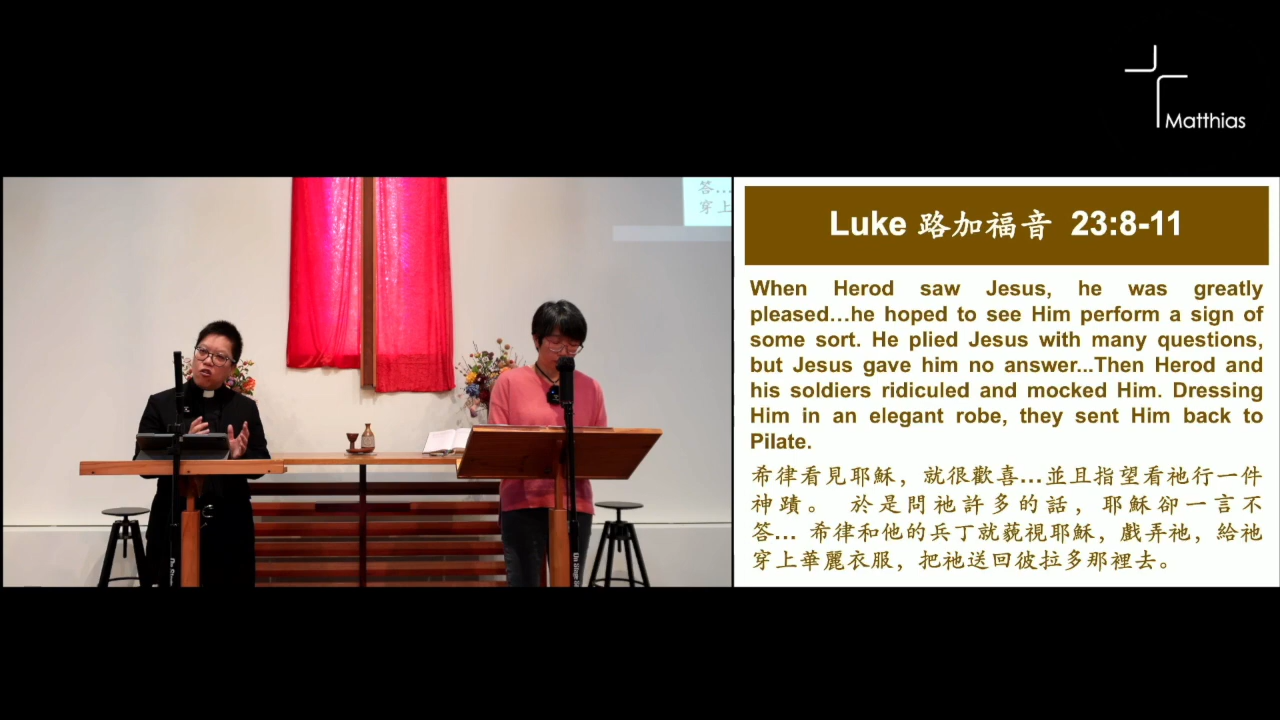 Matthias
答...
穿上
Luke 路加福音 23:8-11
When Herod saw Jesus, he was greatly
pleased...he hoped to see Him perform a sign of
some sort. He plied Jesus with many questions,
but Jesus gave him no answer...Then Herod and
his soldiers ridiculed and mocked Him. Dressing
Him in an elegant robe, they sent Him back to
Pilate.
希律看見耶穌，就很歡喜...並且指望看祂行一件
神蹟。 於是問祂許多的話，耶穌卻一言不
答... 希律和他的兵丁就藐視耶穌，戲弄祂，給祂
穿上華麗衣服，把祂送回彼拉多那裡去。
On Stage
On Stage